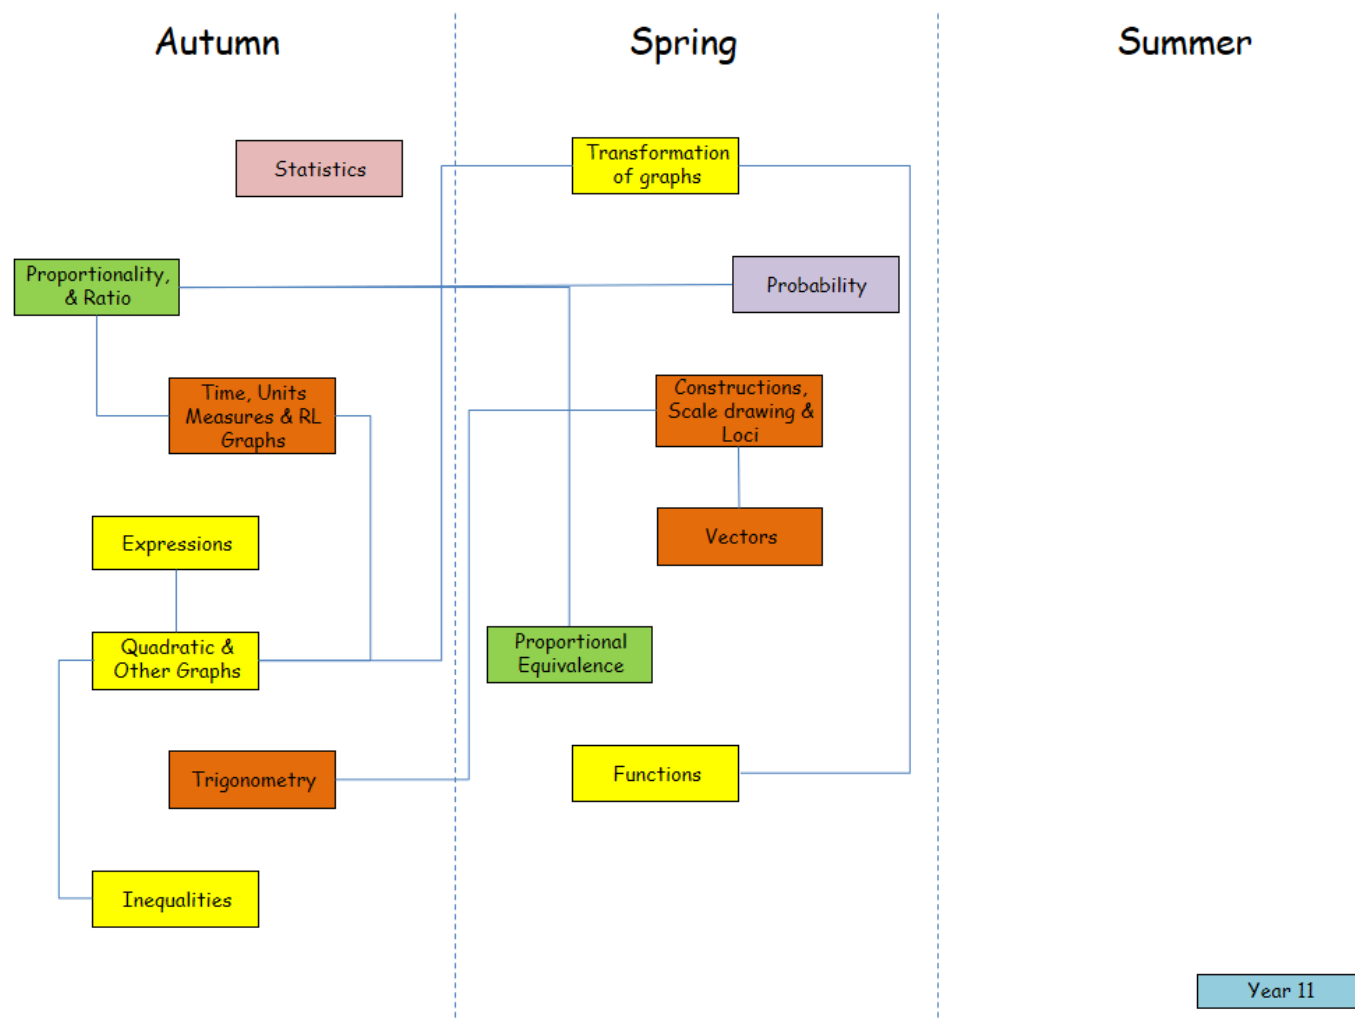 Autumn
Spring
Summer
Statistics
Transformation
of graphs
Proportionality,
& Ratio
Probability
Time, Units
Measures & RL
Graphs
Constructions,
Scale drawing &
Loci
Expressions
Vectors
Quadratic &
Other Graphs
Proportional
Equivalence
Trigonometry
Functions
Inequalities
Year 11